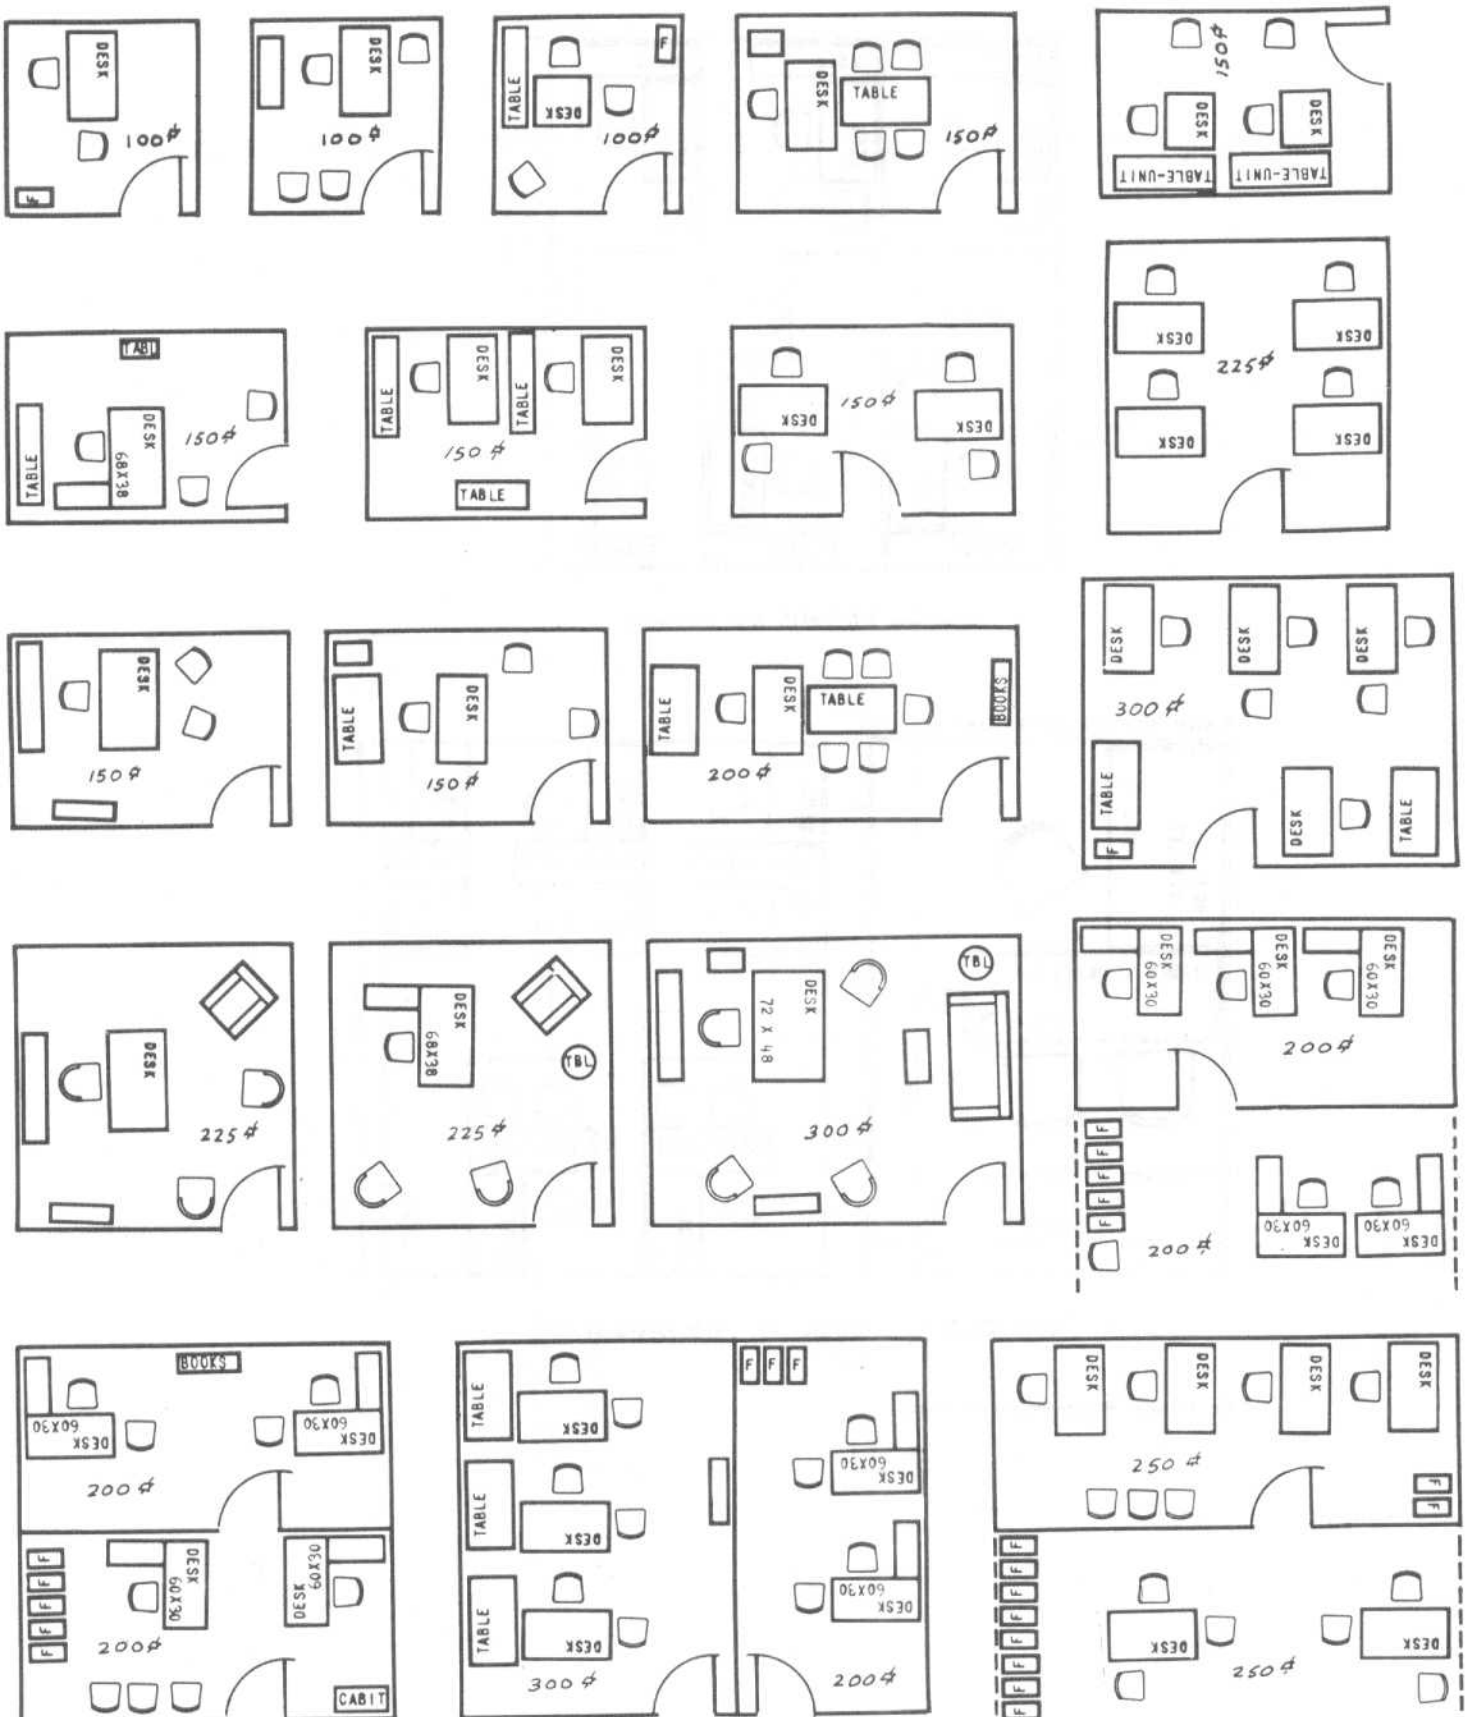 DESK
100⌗
F
DESK
100⌗
TABLE
DESK
F
100⌗
DESK
TABLE
150⌗
150⌗
DESK
DESK
TABLE-UNIT
TABLE-UNIT
TABL
TABLE
DESK
68X38
150⌗
TABLE
DESK
TABLE
DESK
150⌗
TABLE
DESK
150⌗
DESK
DESK
DESK
225⌗
DESK
DESK
DESK
150⌗
TABLE
DESK
150⌗
TABLE
DESK
TABLE
BOOKS
200⌗
DESK
DESK
DESK
300⌗
TABLE
F
DESK
TABLE
DESK
225⌗
DESK
68X38
TBL
225⌗
DESK
72 X 48
TBL
300⌗
DESK
60X30
DESK
60X30
DESK
60X30
200⌗
F
F
F
F
F
200⌗
DESK
60X30
DESK
60X30
BOOKS
DESK
60X30
DESK
60X30
200⌗
F
F
F
F
F
DESK
60X30
DESK
60X30
200⌗
CABIT
TABLE
DESK
TABLE
DESK
TABLE
DESK
300⌗
F F F
DESK
60X30
DESK
60X30
200⌗
DESK
DESK
DESK
DESK
250⌗
F
F
F
F
F
F
F
F
F
F
DESK
DESK
250⌗